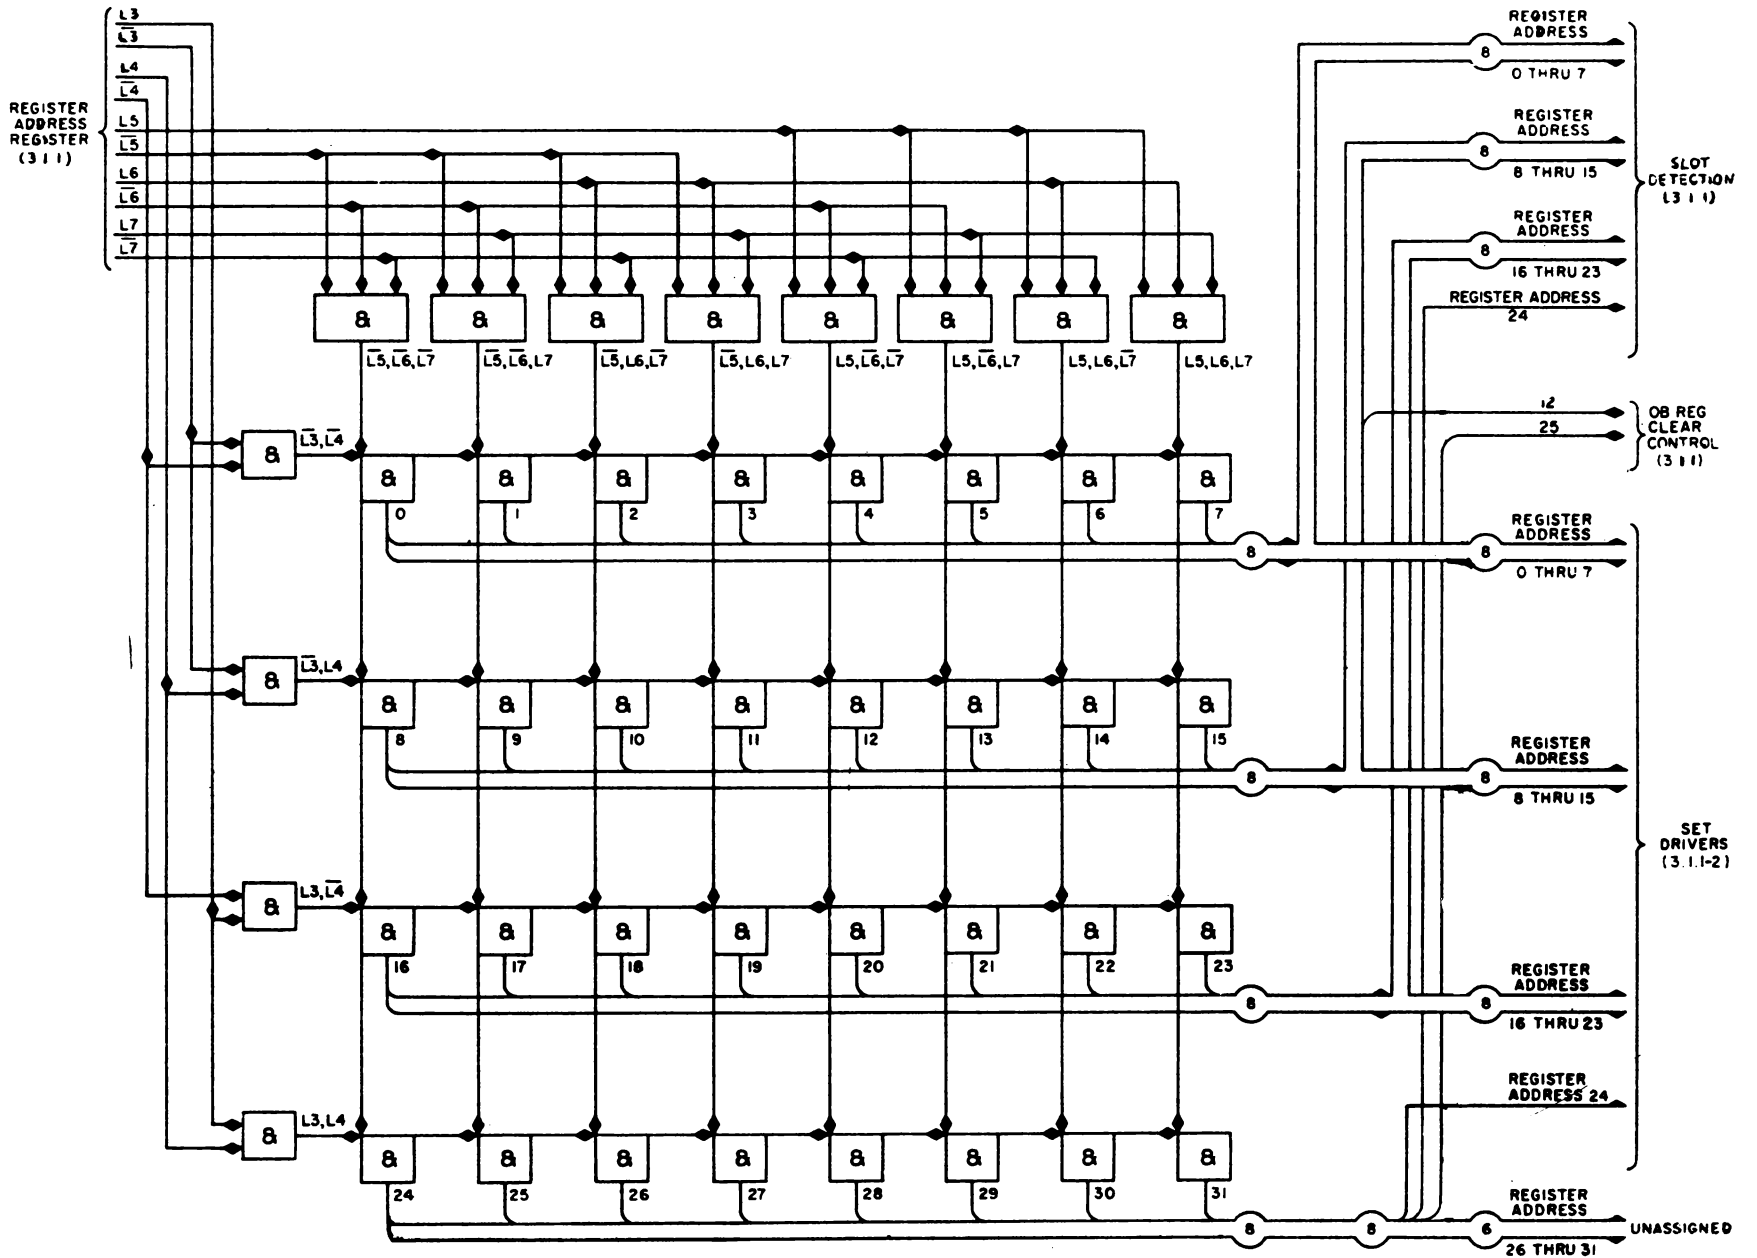 L3
L̅3̅
L4
L̅4̅
L5
L̅5̅
L6
L̅6̅
L7
L̅7̅
REGISTER
ADDRESS
REGISTER
(3 1 1)
& & & & & & & &
L̅5̅,L̅6̅,L̅7̅
L̅5̅,L̅6̅,L7
L̅5̅,L6,L̅7̅
L̅5̅,L6,L7
L5,L̅6̅,L̅7̅
L5,L̅6̅,L7
L5,L6,L̅7̅
L5,L6,L7
&
L̅3̅,L̅4̅
& & & & & & & &
0 1 2 3 4 5 6 7
8
&
L̅3̅,L4
& & & & & & & &
8 9 10 11 12 13 14 15
8
&
L3,L̅4̅
& & & & & & & &
16 17 18 19 20 21 22 23
8
&
L3,L4
& & & & & & & &
24 25 26 27 28 29 30 31
8
8
REGISTER
ADDRESS
8
0 THRU 7
REGISTER
ADDRESS
8
8 THRU 15
REGISTER
ADDRESS
8
16 THRU 23
REGISTER ADDRESS
24
SLOT
DETECTION
(3 1 1)
12
25
OB REG
CLEAR
CONTROL
(3 1 1)
REGISTER
ADDRESS
8
0 THRU 7
REGISTER
ADDRESS
8
8 THRU 15
REGISTER
ADDRESS
8
16 THRU 23
REGISTER
ADDRESS 24
SET
DRIVERS
(3.1.1-2)
REGISTER
ADDRESS
6
26 THRU 31
UNASSIGNED